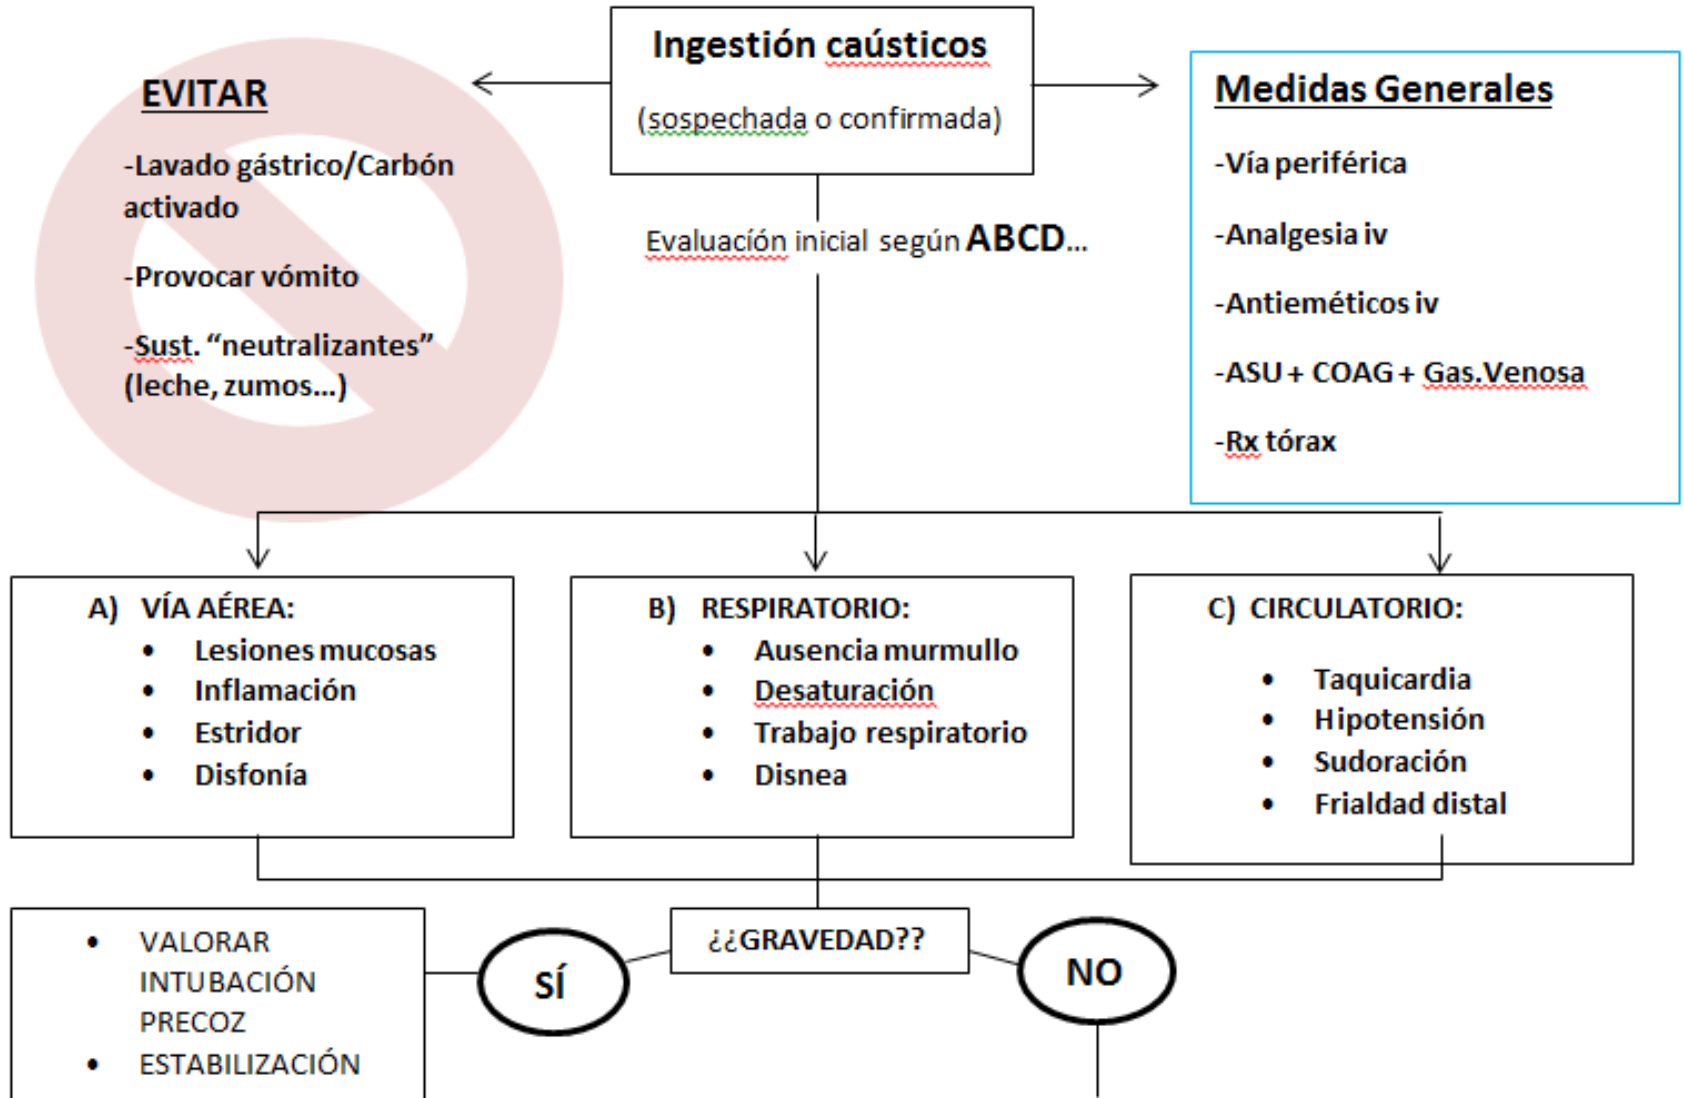 Ingestión caústicos
(sospechada o confirmada)
EVITAR
-Lavado gástrico/Carbón
activado
-Provocar vómito
-Sust. “neutralizantes”
(leche, zumos...)
Medidas Generales
-Vía periférica
-Analgesia iv
-Antieméticos iv
-ASU + COAG + Gas.Venosa
-Rx tórax
Evaluacíón inicial según ABCD...
A) VÍA AÉREA:
• Lesiones mucosas
• Inflamación
• Estridor
• Disfonía
B) RESPIRATORIO:
• Ausencia murmullo
• Desaturación
• Trabajo respiratorio
• Disnea
C) CIRCULATORIO:
• Taquicardia
• Hipotensión
• Sudoración
• Frialdad distal
¿¿GRAVEDAD??
SÍ
NO
• VALORAR
INTUBACIÓN
PRECOZ
• ESTABILIZACIÓN